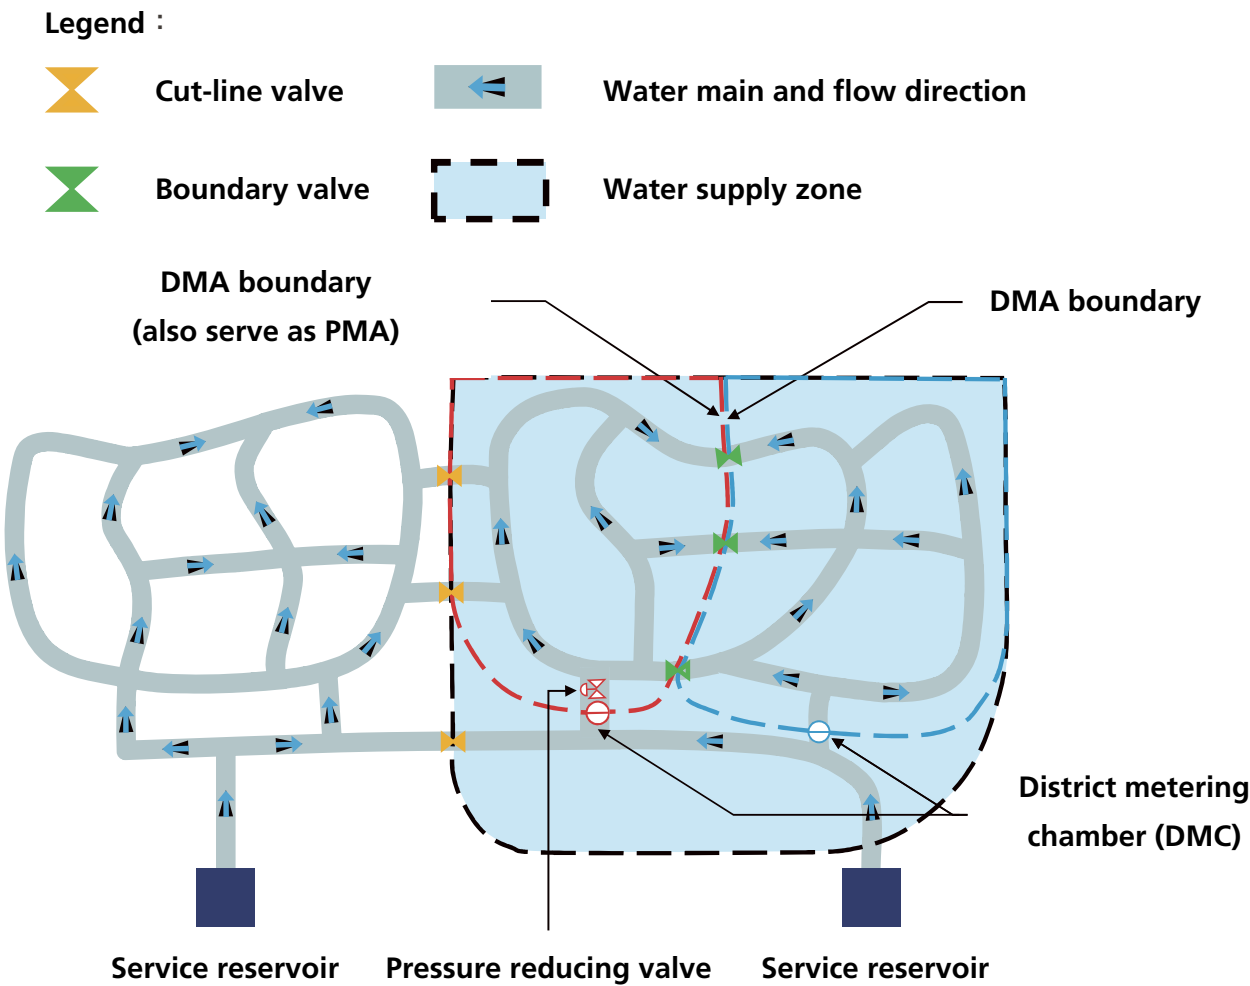 Legend :
Cut-line valve
Water main and flow direction
Boundary valve
Water supply zone
DMA boundary
(also serve as PMA)
DMA boundary
District metering
chamber (DMC)
Service reservoir
Pressure reducing valve
Service reservoir